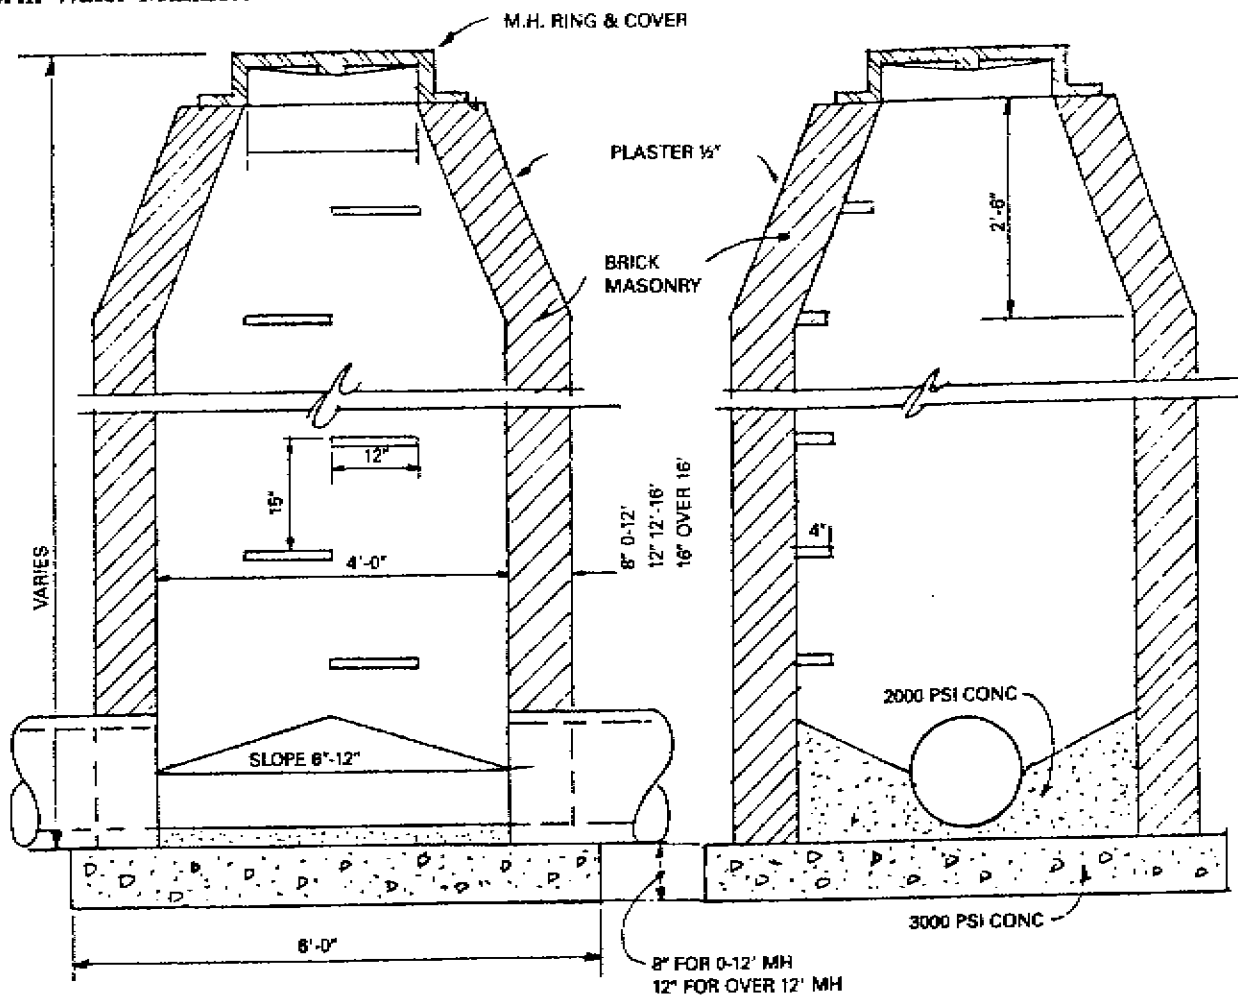 Water
M.H. RING & COVER
PLASTER ½"
BRICK
MASONRY
2'-6"
12"
15"
4'-0"
8" 0-12'
12" 12'-16'
16" OVER 16'
4"
VARIES
2000 PSI CONC
SLOPE 6"-12"
3000 PSI CONC
6'-0"
8" FOR 0-12' MH
12" FOR OVER 12' MH